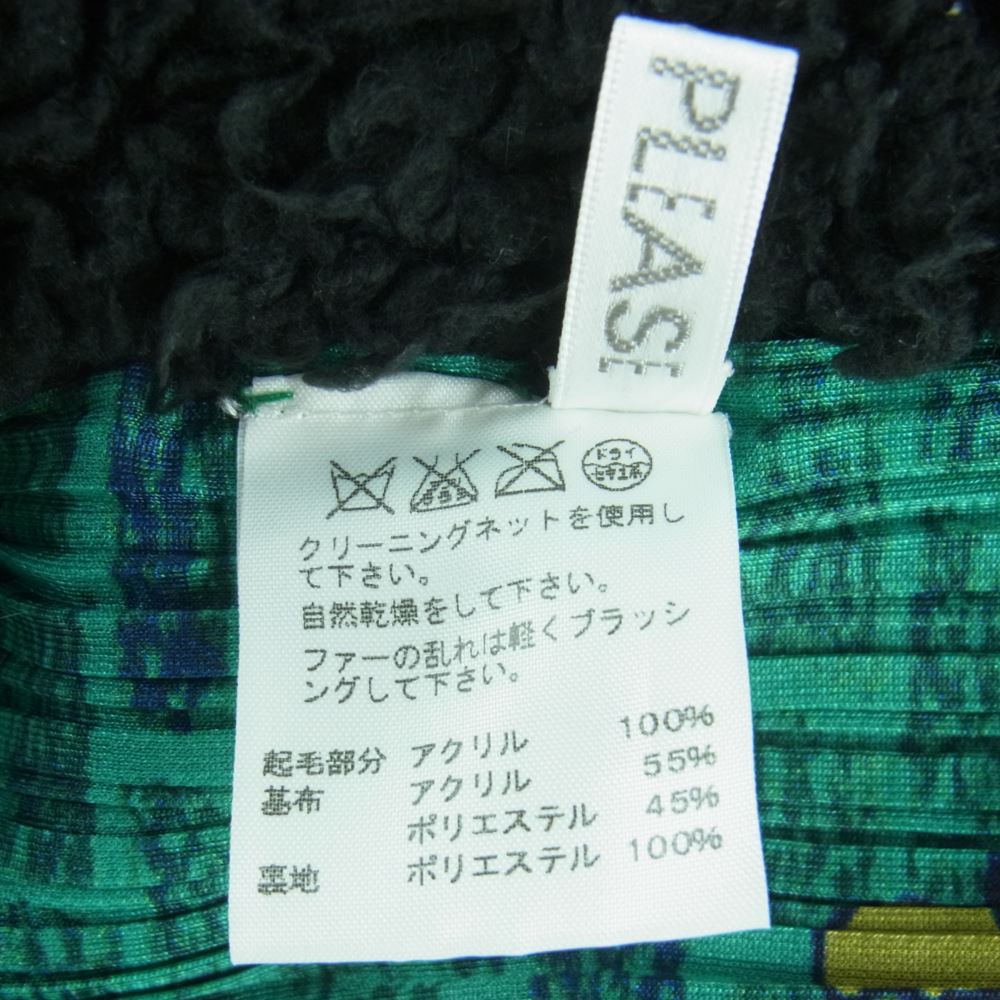 PLEASE
ドライ
セキユ系
クリーニングネットを使用し
て下さい。
自然乾燥をして下さい。
ファーの乱れは軽くブラッシ
ングして下さい。
起毛部分 アクリル 100%
基布 アクリル 55%
ポリエステル 45%
裏地 ポリエステル 100%